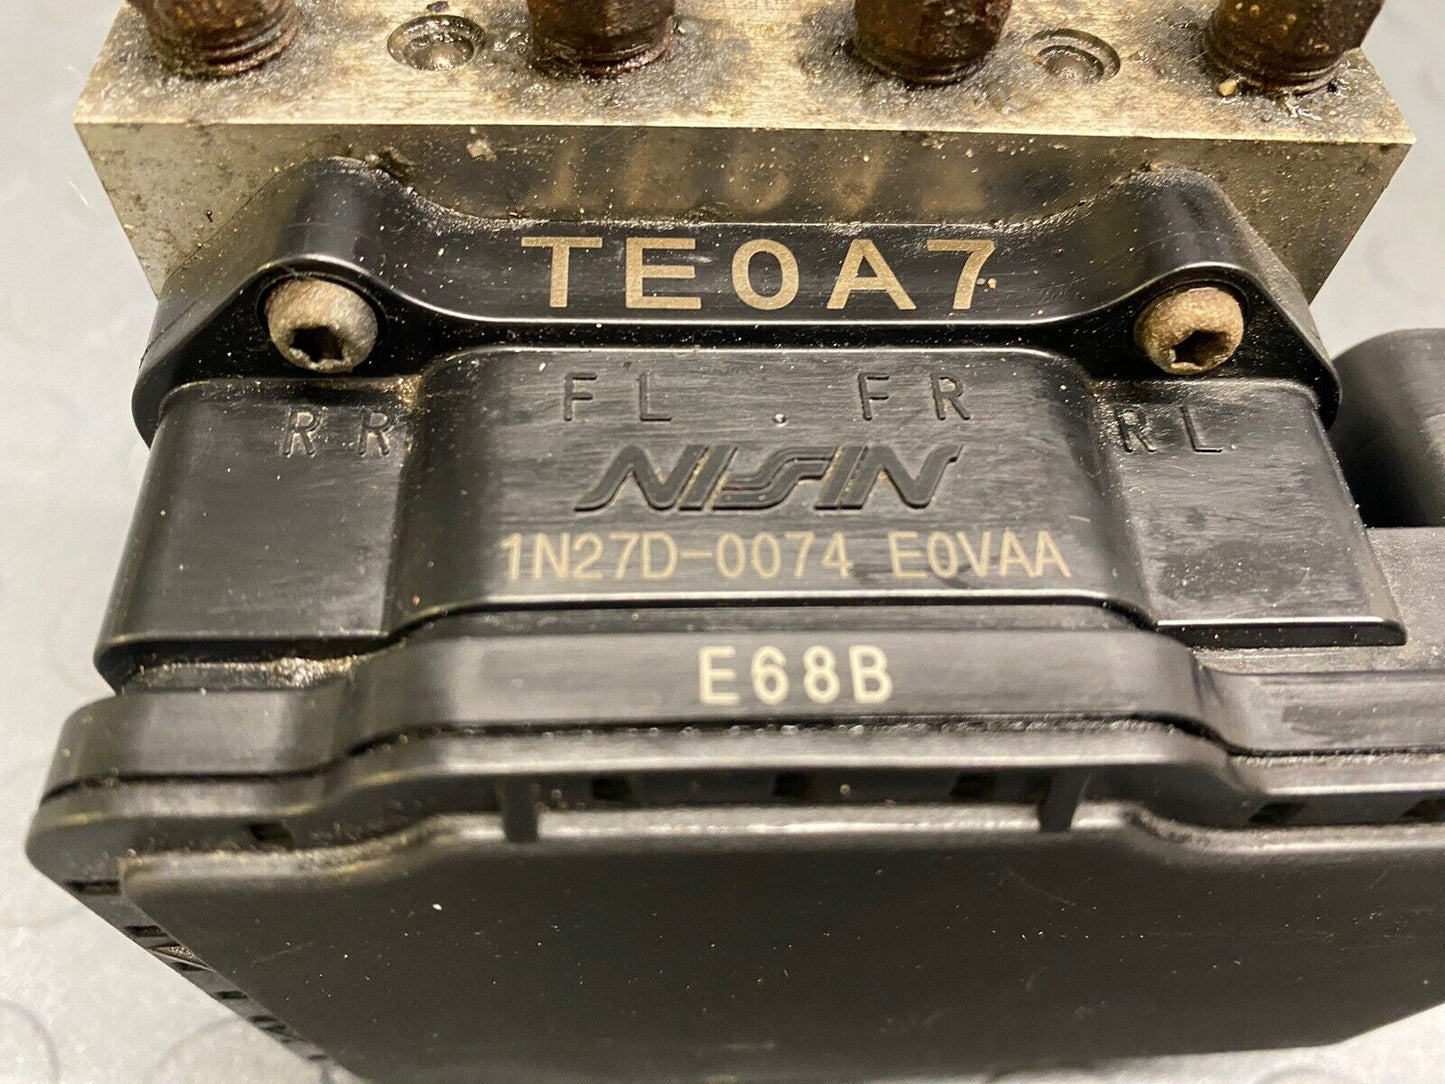 TE0A7
FL . FR
RR RL
NISSIN
1N27D-0074 E0VAA
E68B